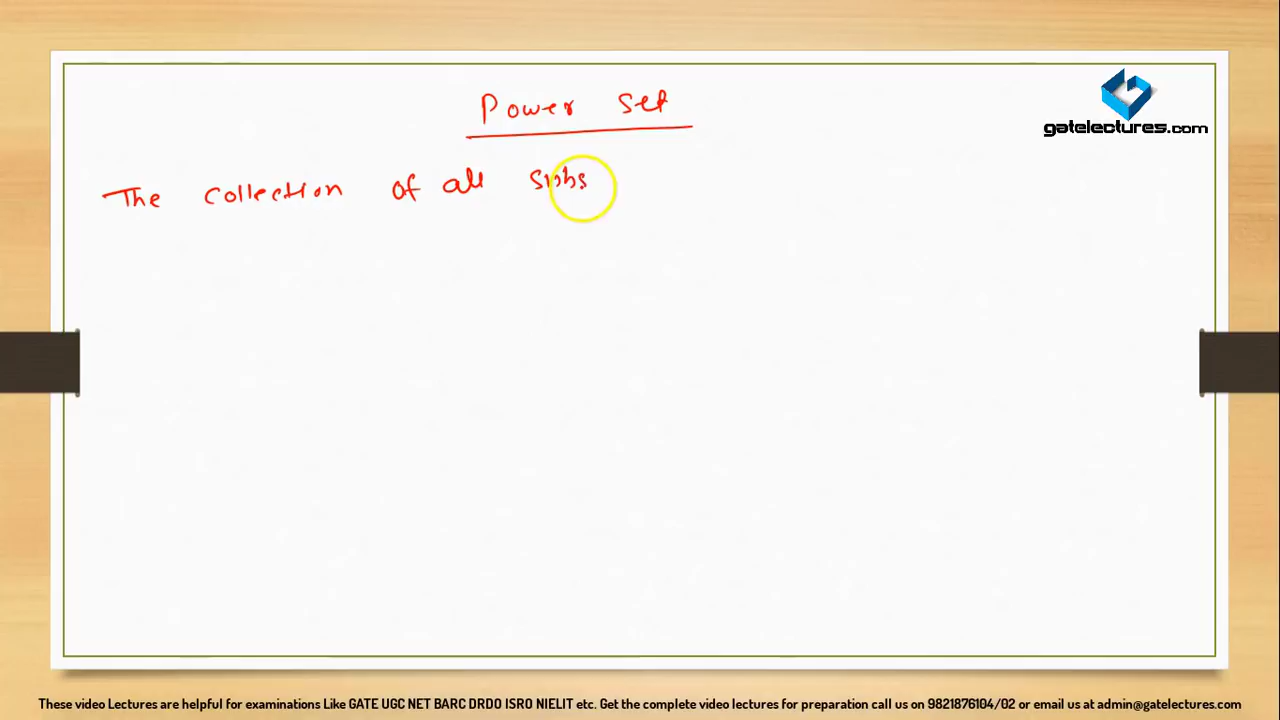 Power Set
gatelectures.com
The collection of all subs
These video Lectures are helpful for examinations Like GATE UGC NET BARC DRDO ISRO NIELIT etc. Get the complete video lectures for preparation call us on 9821876104/02 or email us at admin@gatelectures.com